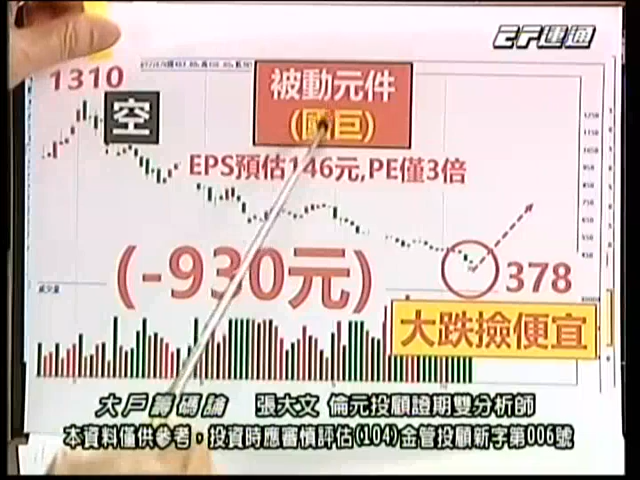 1310
空
被動元件
(國巨)
EPS預估146元,PE僅3倍
(-930元)
378
大跌撿便宜
成交量
大戶籌碼論 張大文 倫元投顧證期雙分析師
本資料僅供參考,投資時應審慎評估(104)金管投顧新字第006號